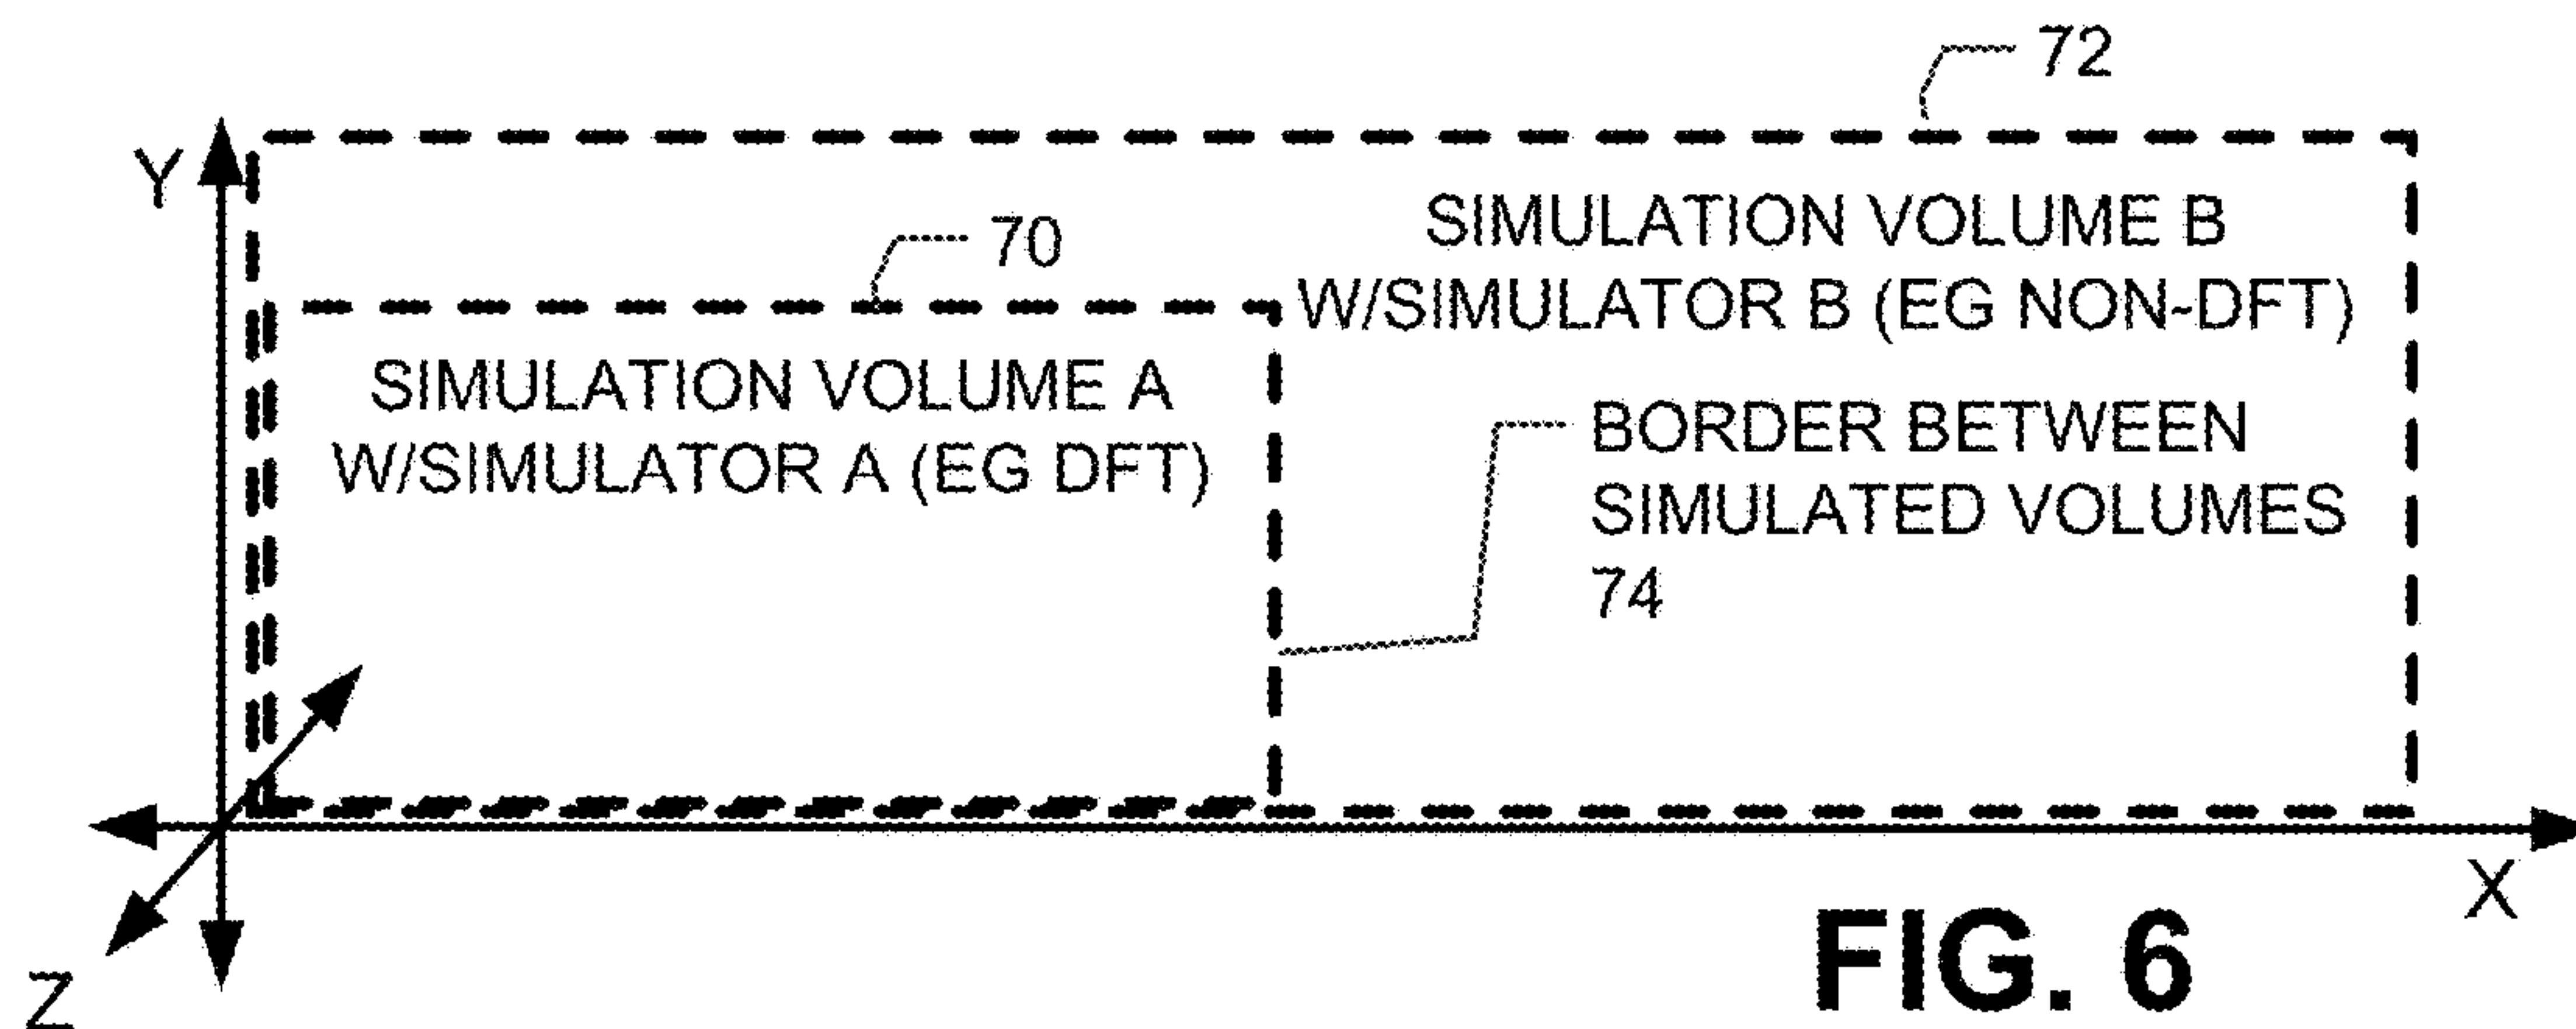 72
Y
70
SIMULATION VOLUME B
W/SIMULATOR B (EG NON-DFT)
SIMULATION VOLUME A
W/SIMULATOR A (EG DFT)
BORDER BETWEEN
SIMULATED VOLUMES
74
X
Z
FIG. 6